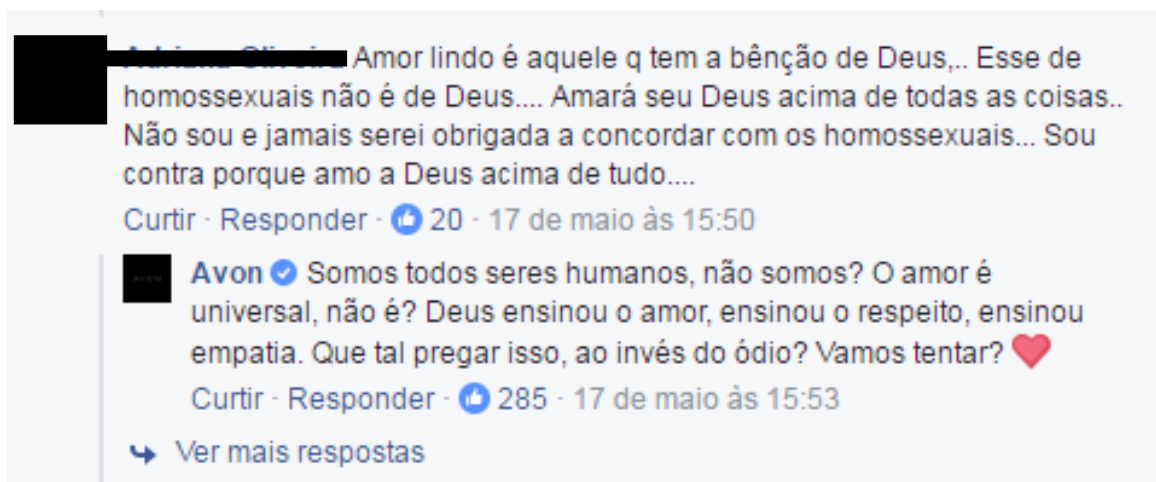 Amor lindo é aquele q tem a bênção de Deus,.. Esse de
homossexuais não é de Deus.... Amará seu Deus acima de todas as coisas..
Não sou e jamais serei obrigada a concordar com os homossexuais... Sou
contra porque amo a Deus acima de tudo....
Curtir · Responder · 20 · 17 de maio às 15:50
AVON
Avon Somos todos seres humanos, não somos? O amor é
universal, não é? Deus ensinou o amor, ensinou o respeito, ensinou
empatia. Que tal pregar isso, ao invés do ódio? Vamos tentar? ❤
Curtir · Responder · 285 · 17 de maio às 15:53
Ver mais respostas